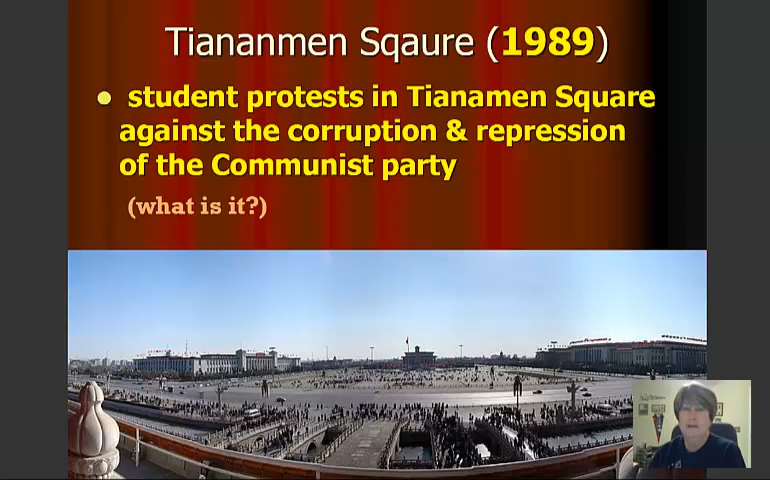 Tiananmen Sqaure (1989)
student protests in Tianamen Square
against the corruption & repression
of the Communist party
(what is it?)